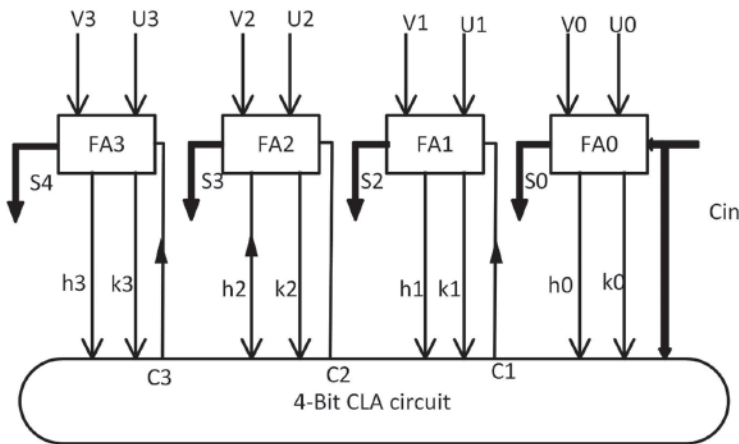 V3 U3 V2 U2 V1 U1 V0 U0
FA3 FA2 FA1 FA0
S4 S3 S2 S0
Cin
h3 k3 h2 k2 h1 k1 h0 k0
C3 C2 C1
4-Bit CLA circuit